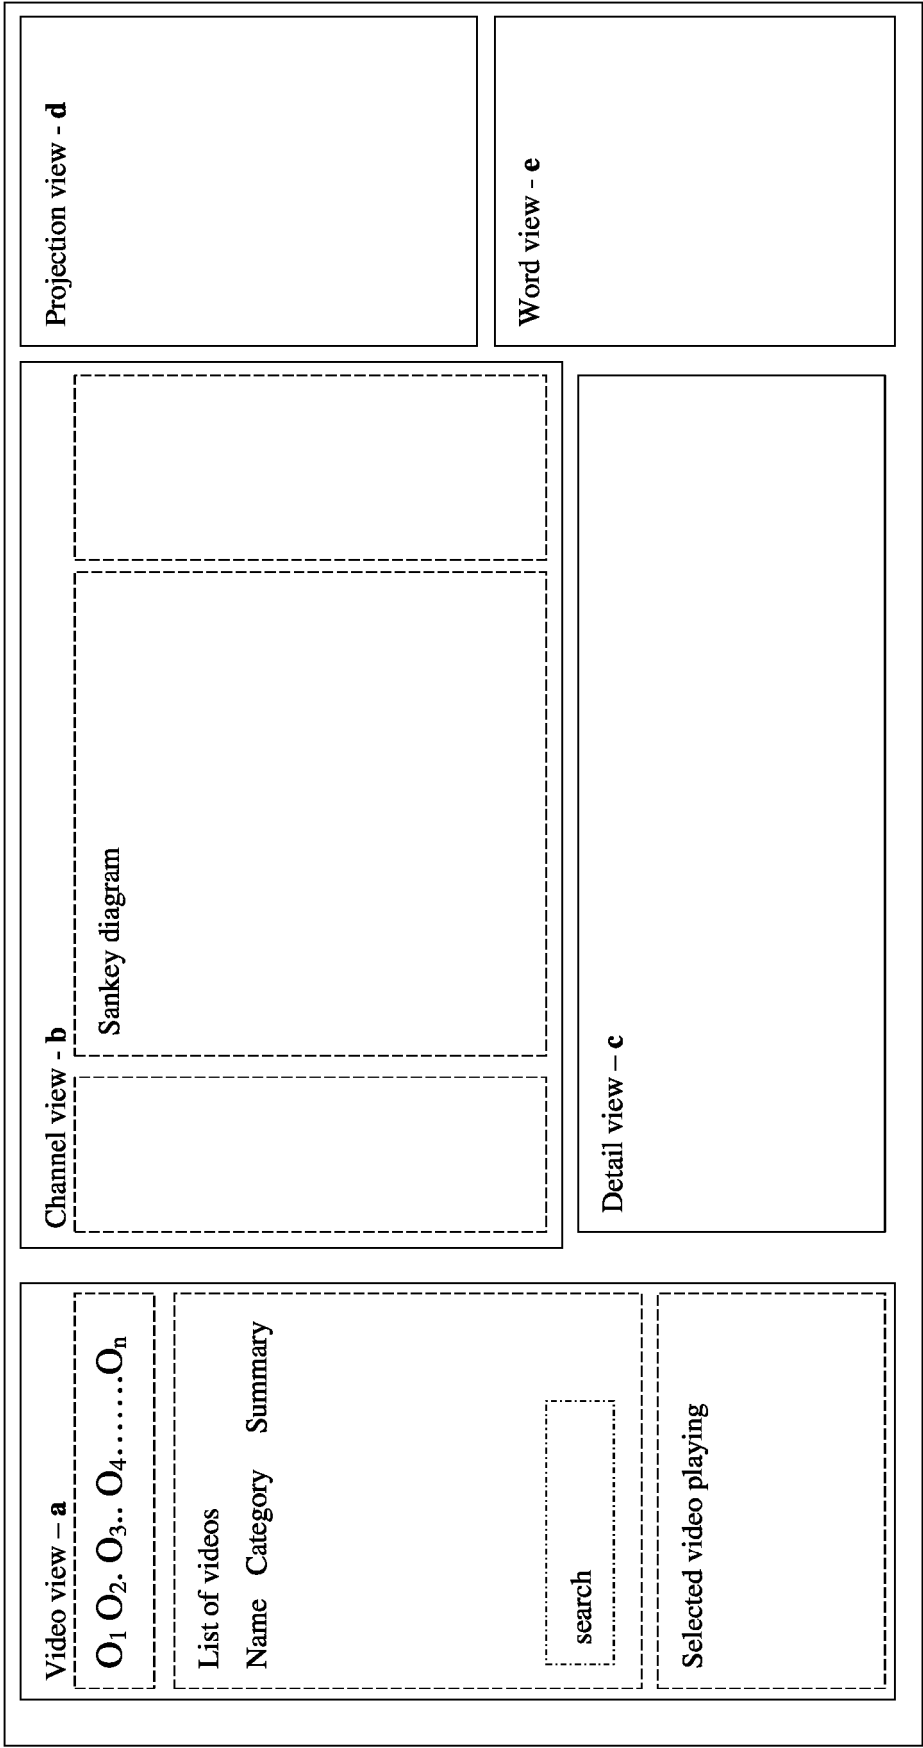 Video view – a
O1 O2. O3.. O4........On
List of videos
Name Category Summary
search
Selected video playing
Channel view - b
Sankey diagram
Detail view – c
Projection view - d
Word view - e